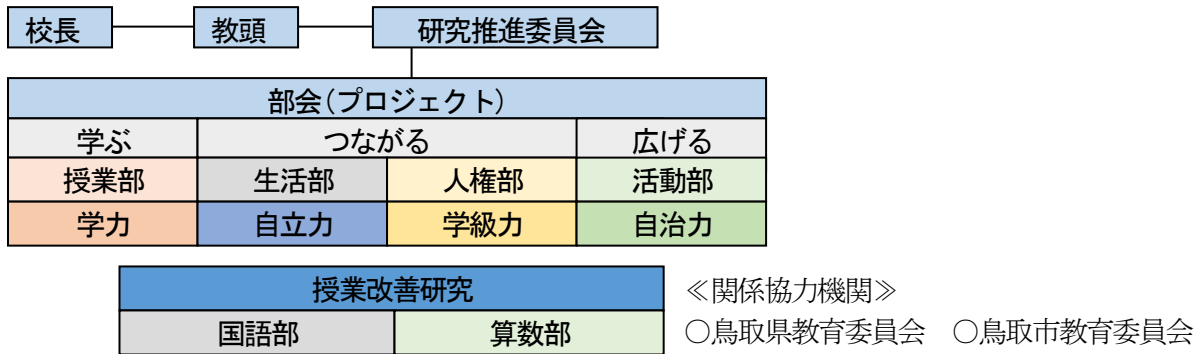 校長 教頭 研究推進委員会
部会(プロジェクト)
学ぶ つながる 広げる
授業部 生活部 人権部 活動部
学力 自立力 学級力 自治力
授業改善研究 ≪関係協力機関≫
国語部 算数部 ○鳥取県教育委員会 ○鳥取市教育委員会